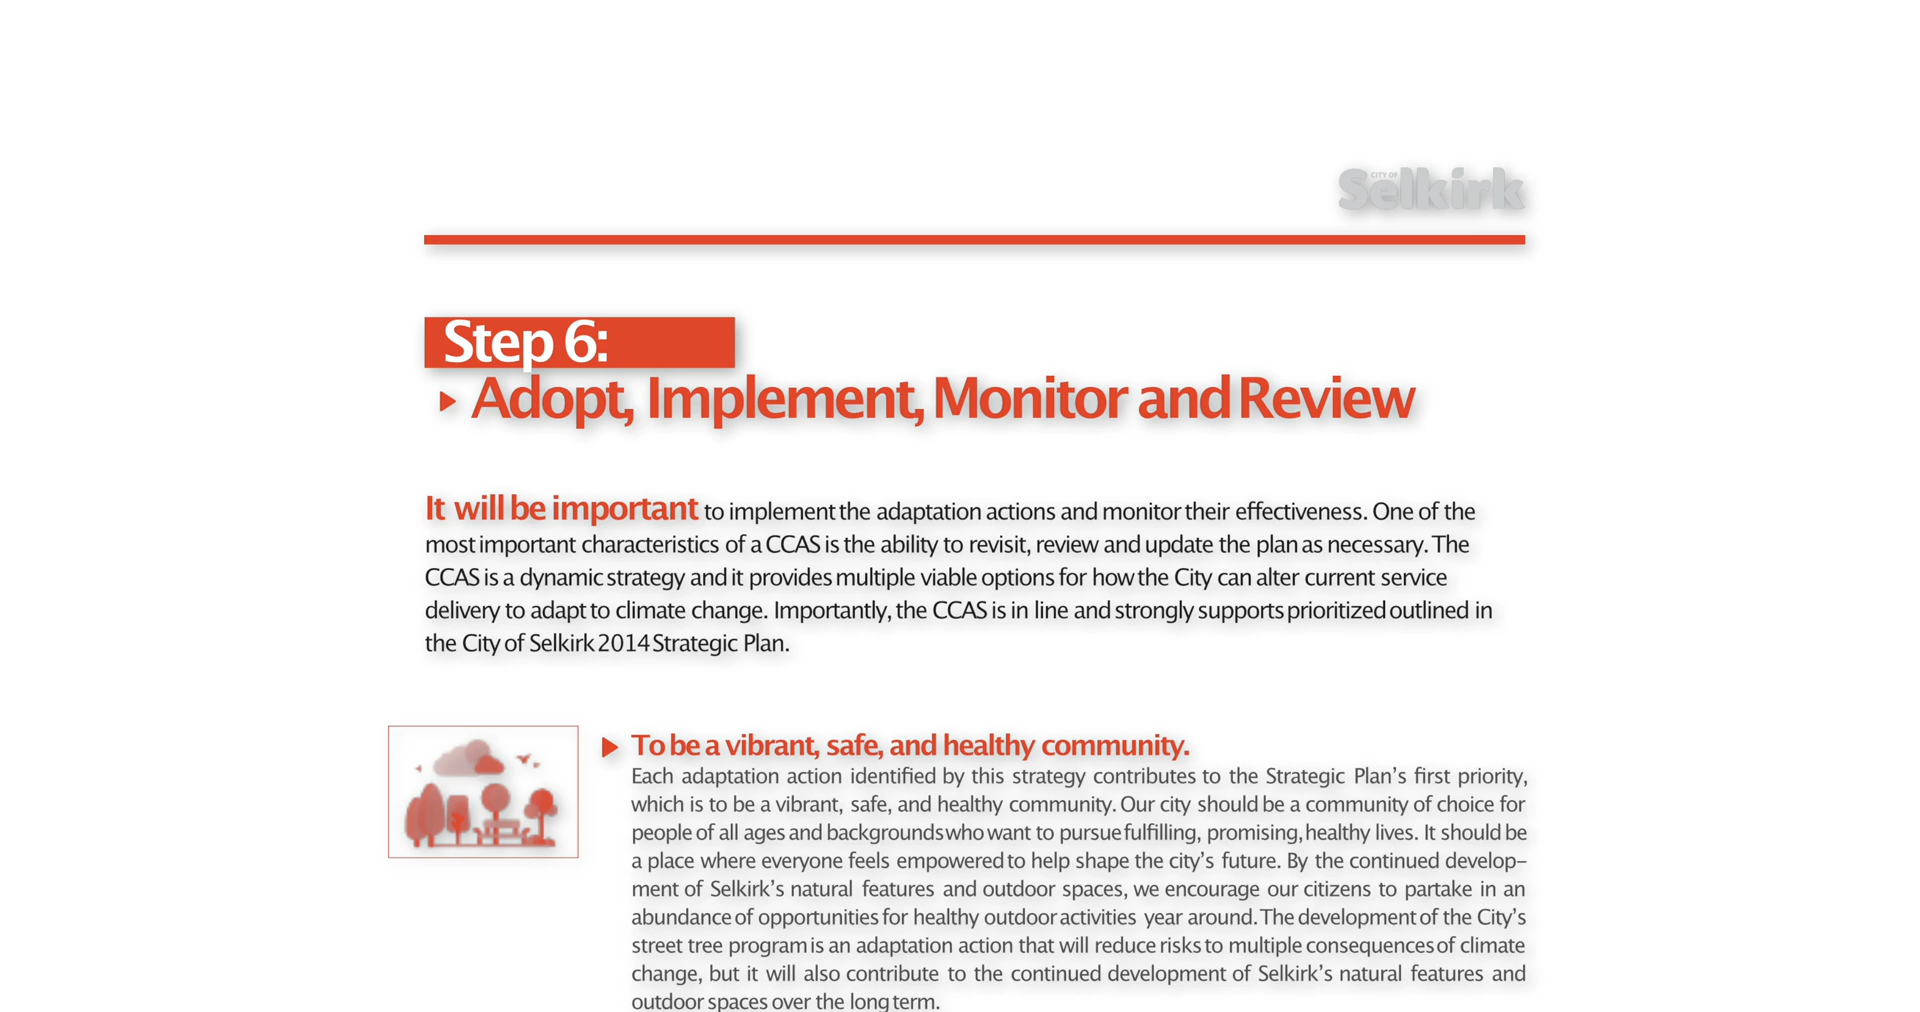 CITY OF
Selkirk
Step 6:
Adopt, Implement, Monitor and Review
It will be important to implement the adaptation actions and monitor their effectiveness. One of the
most important characteristics of a CCAS is the ability to revisit, review and update the plan as necessary. The
CCAS is a dynamic strategy and it provides multiple viable options for how the City can alter current service
delivery to adapt to climate change. Importantly, the CCAS is in line and strongly supports prioritized outlined in
the City of Selkirk 2014 Strategic Plan.
To be a vibrant, safe, and healthy community.
Each adaptation action identified by this strategy contributes to the Strategic Plan's first priority,
which is to be a vibrant, safe, and healthy community. Our city should be a community of choice for
people of all ages and backgrounds who want to pursue fulfilling, promising, healthy lives. It should be
a place where everyone feels empowered to help shape the city's future. By the continued develop-
ment of Selkirk's natural features and outdoor spaces, we encourage our citizens to partake in an
abundance of opportunities for healthy outdoor activities year around. The development of the City's
street tree program is an adaptation action that will reduce risks to multiple consequences of climate
change, but it will also contribute to the continued development of Selkirk's natural features and
outdoor spaces over the long term.